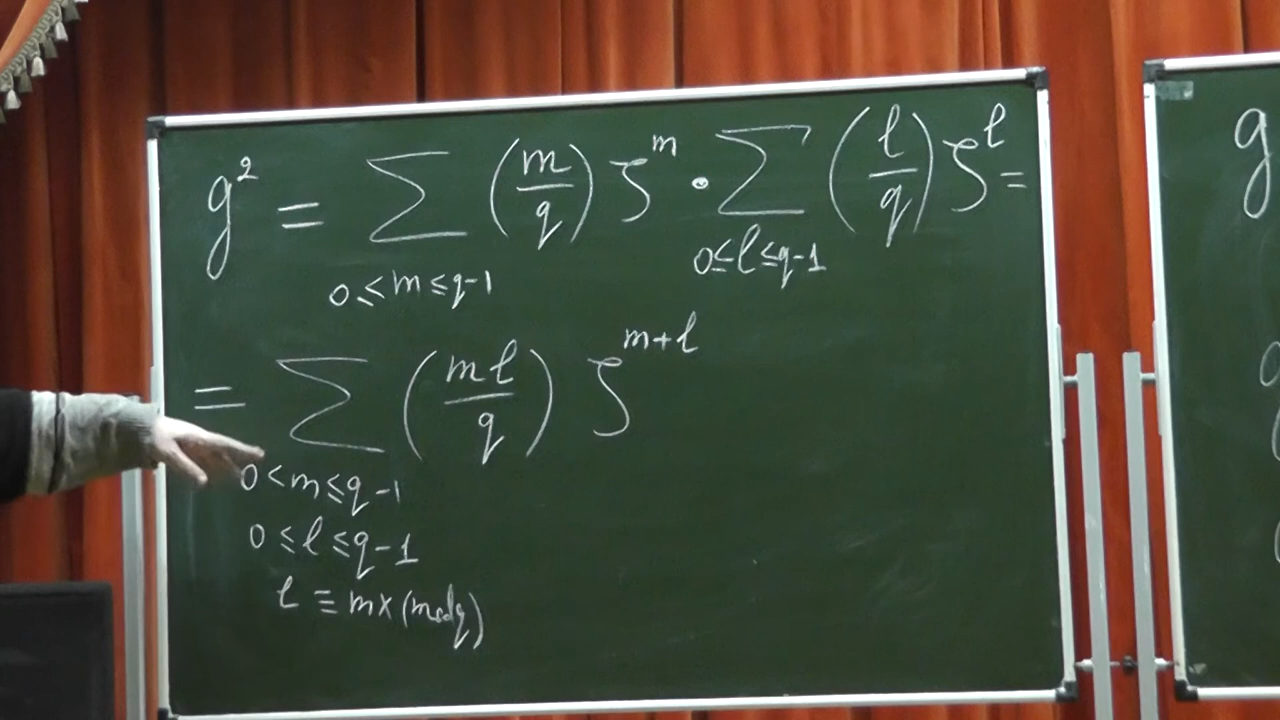 g² = ∑ (m/q) ζ^m · ∑ (l/q) ζ^l =
0≤m≤q-1 0≤l≤q-1
= ∑ (ml/q) ζ^{m+l}
0<m≤q-1
0≤l≤q-1
l ≡ mx (mod q)
g